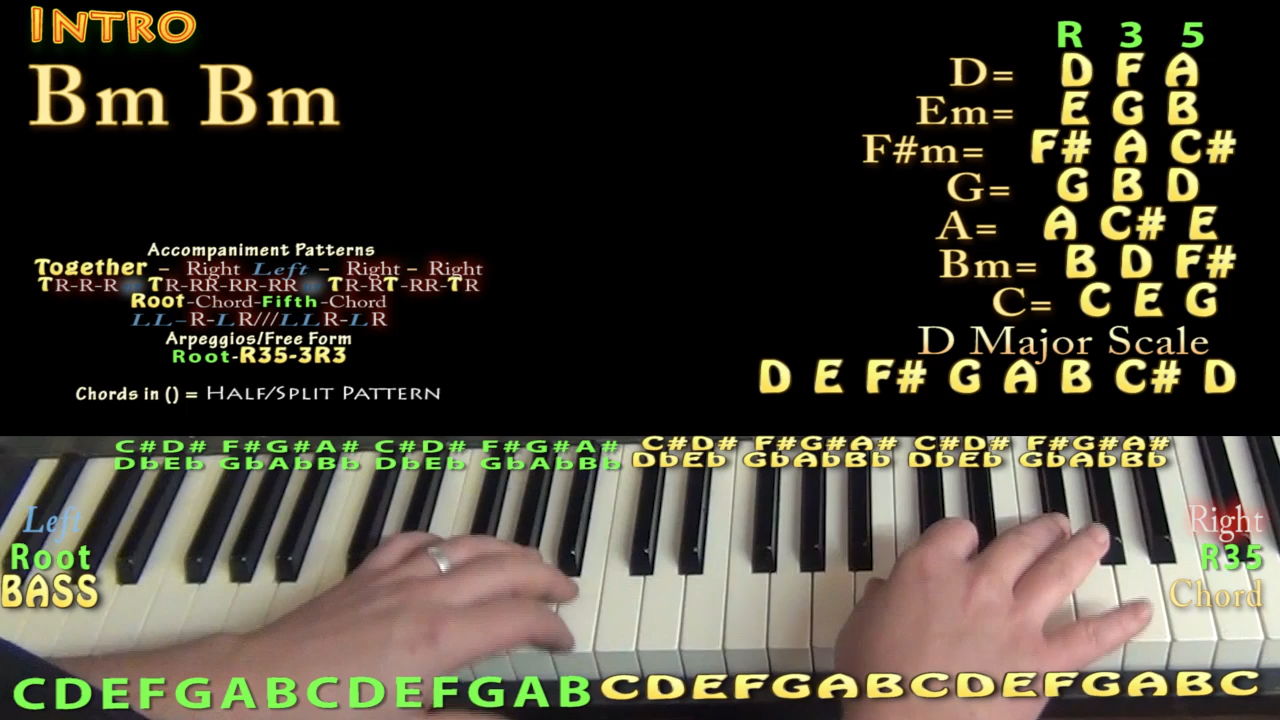 INTRO
Bm Bm
R 3 5
D= D F A
Em= E G B
F#m= F# A C#
G= G B D
A= A C# E
Bm= B D F#
C= C E G
D Major Scale
D E F# G A B C# D
Accompaniment Patterns
Together - Right Left - Right - Right
TR-R-R TR-RR-RR-RR TR-RT-RR-TR
Root-Chord-Fifth-Chord
LL-R-LR///LLR-LR
Arpeggios/Free Form
Root-R35-3R3
Chords in () = Half/Split Pattern
C#D# F#G#A# C#D# F#G#A# C#D# F#G#A# C#D# F#G#A#
DbEb GbAbBb DbEb GbAbBb DbEb GbAbBb DbEb GbAbBb
Left
Root
BASS
Right
R35
Chord
CDEFGABCDEFGABCDEFGABCDEFGABC